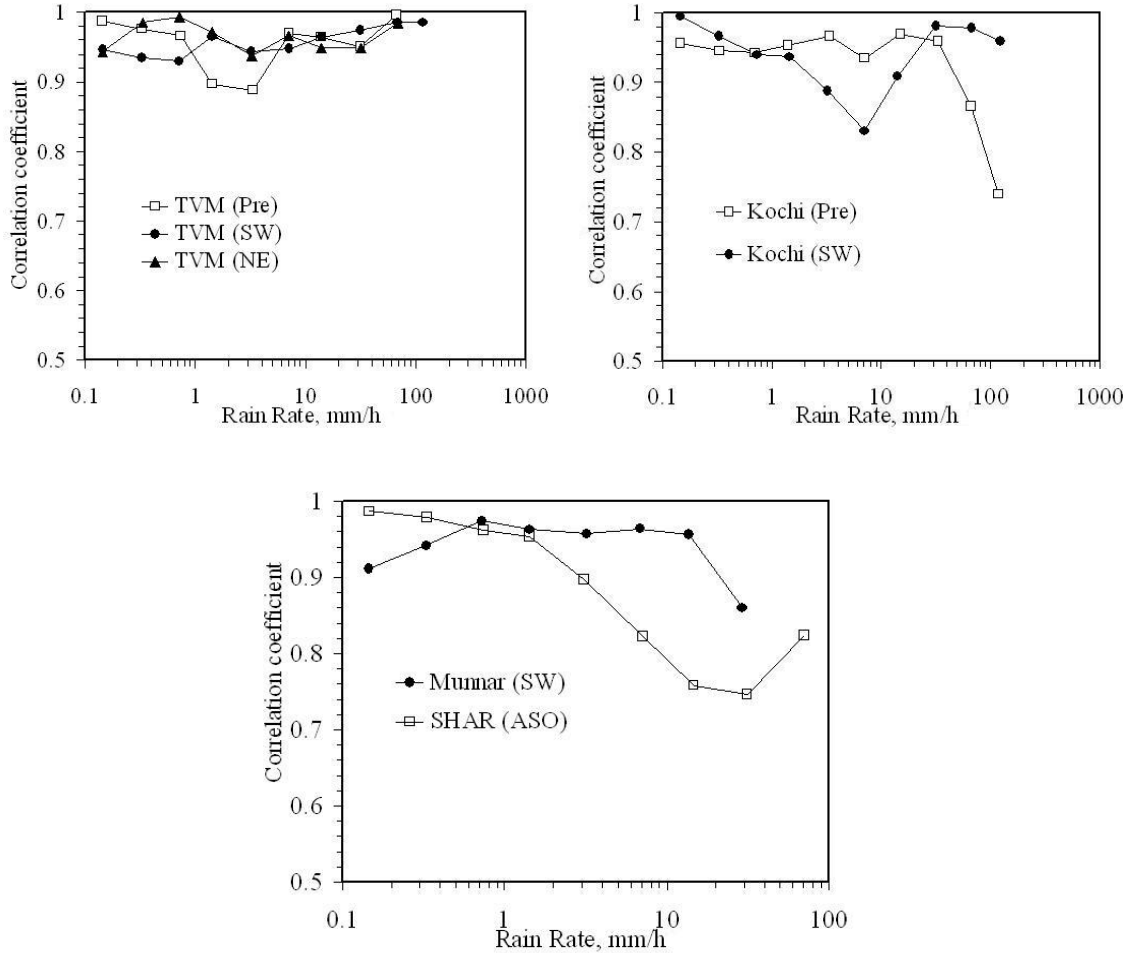 1
0.9
0.8
0.7
0.6
0.5
Correlation coefficient
TVM (Pre)
TVM (SW)
TVM (NE)
0.1 1 10 100 1000
Rain Rate, mm/h
1
0.9
0.8
0.7
0.6
0.5
Correlation coefficient
Kochi (Pre)
Kochi (SW)
0.1 1 10 100 1000
Rain Rate, mm/h
1
0.9
0.8
0.7
0.6
0.5
Correlation coefficient
Munnar (SW)
SHAR (ASO)
0.1 1 10 100
Rain Rate, mm/h